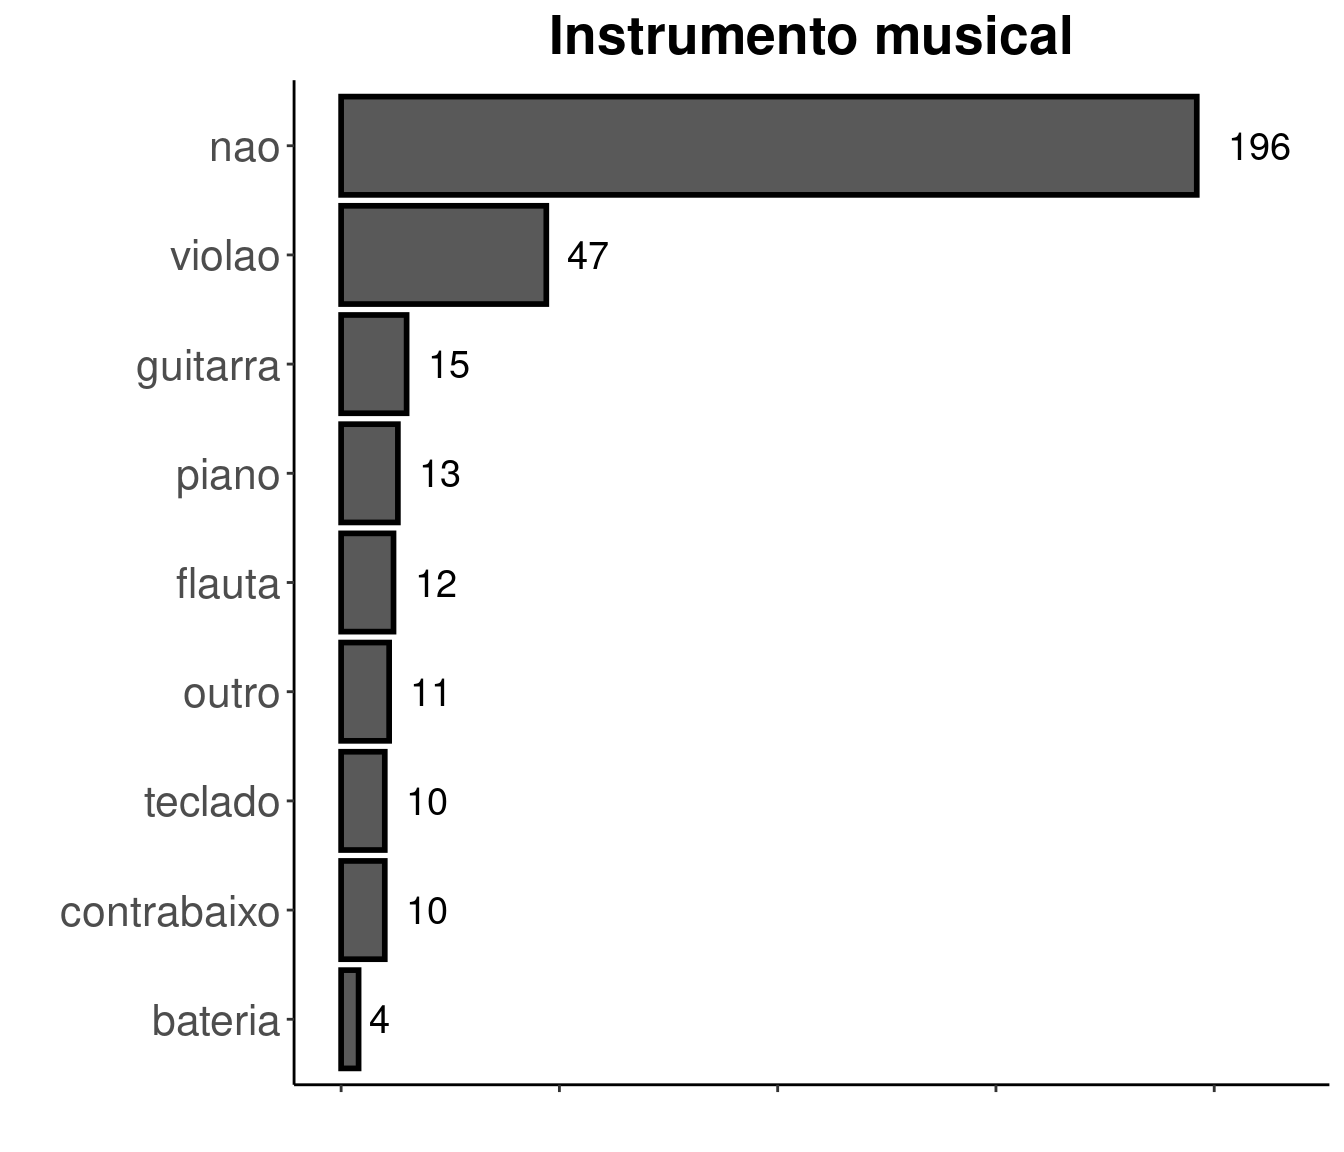 Instrumento musical
nao 196
violao 47
guitarra 15
piano 13
flauta 12
outro 11
teclado 10
contrabaixo 10
bateria 4